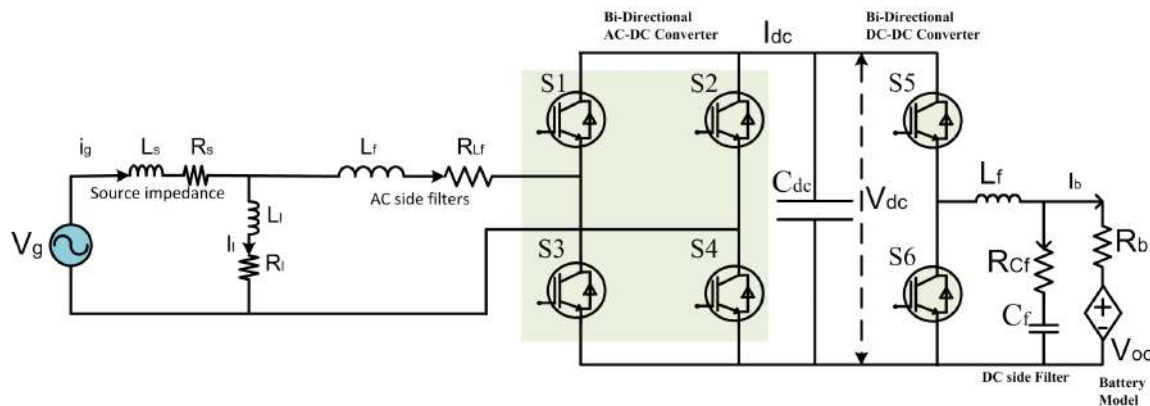 Bi-Directional
AC-DC Converter
Idc
Bi-Directional
DC-DC Converter
S1
S2
S5
ig
Ls
Rs
Lf
RLf
Source impedance
AC side filters
Cdc
Vdc
Lf
Ib
Ll
Il
Rl
Vg
S3
S4
S6
RCf
Rb
Cf
+
-
Voc
DC side Filter
Battery
Model